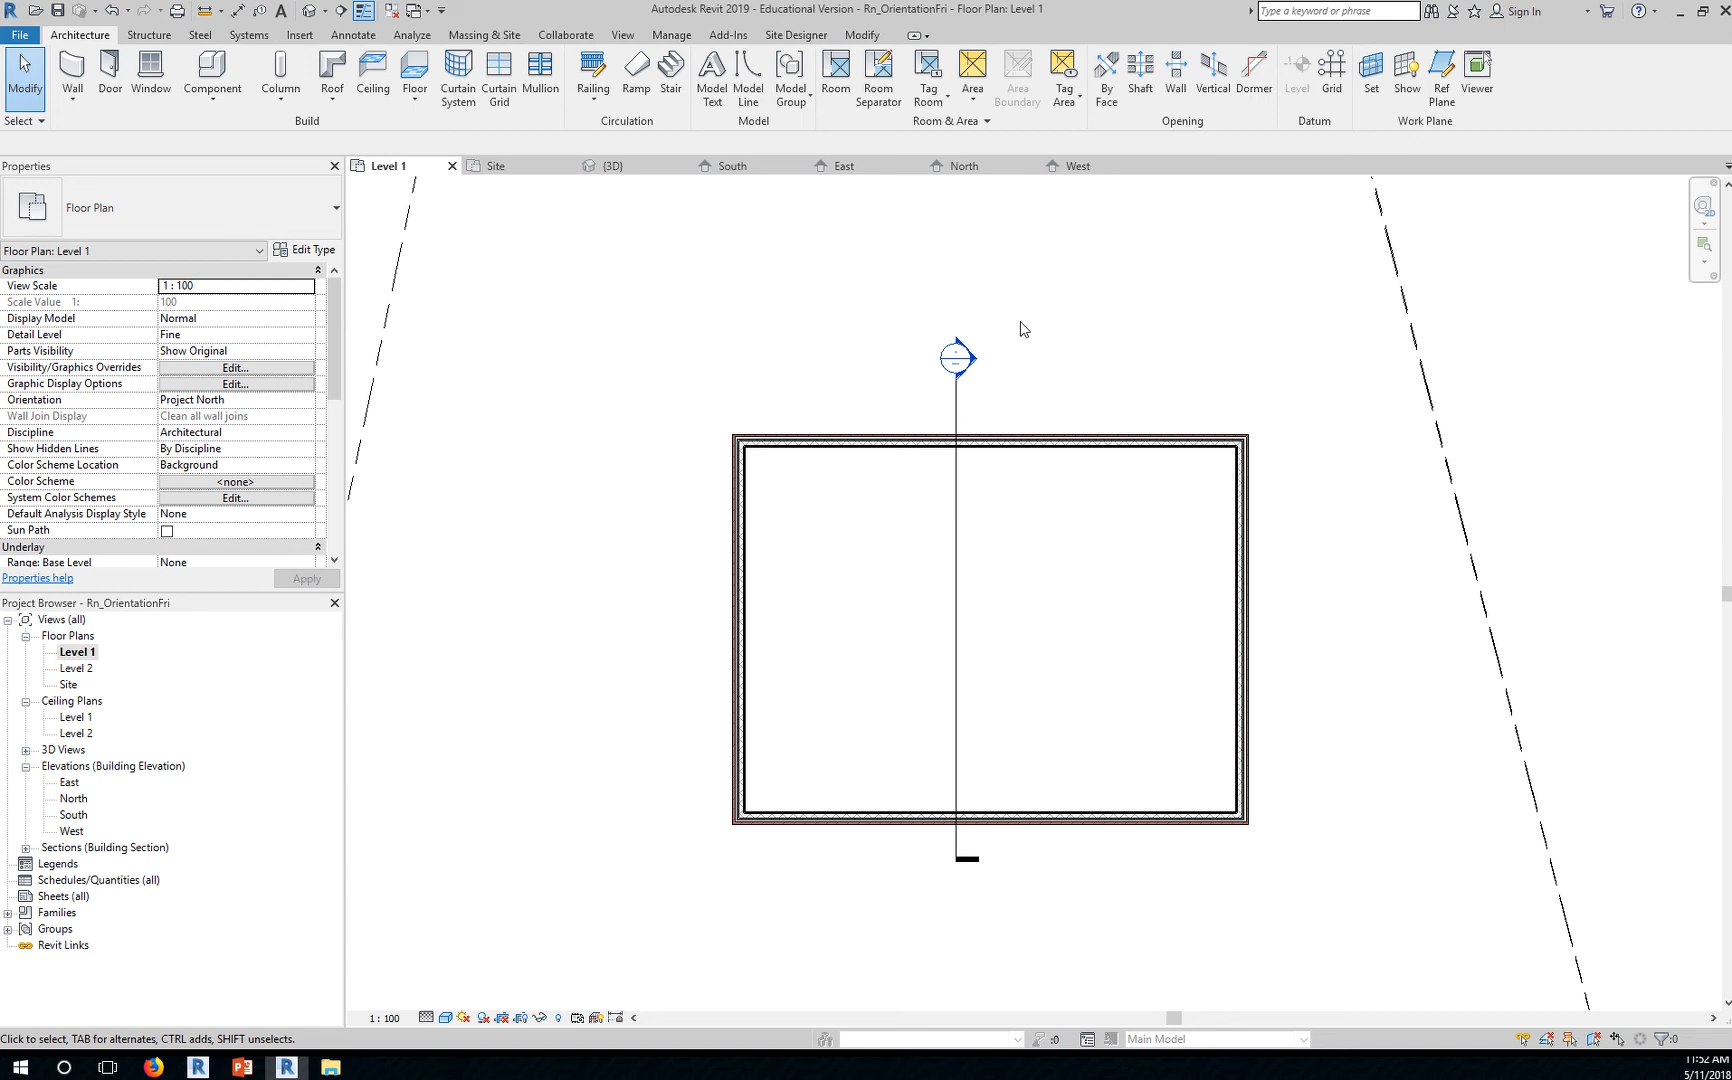 Autodesk Revit 2019 - Educational Version - Rn_OrientationFri - Floor Plan: Level 1
Type a keyword or phrase
Sign In
File Architecture Structure Steel Systems Insert Annotate Analyze Massing & Site Collaborate View Manage Add-Ins Site Designer Modify
Modify Wall Door Window Component Column Roof Ceiling Floor Curtain System Curtain Grid Mullion Railing Ramp Stair Model Text Model Line Model Group Room Room Separator Tag Room Area Area Boundary Tag Area By Face Shaft Wall Vertical Dormer Level Grid Set Show Ref Plane Viewer
Select Build Circulation Model Room & Area Opening Datum Work Plane
Properties
Level 1 Site {3D} South East North West
Floor Plan
Floor Plan: Level 1 Edit Type
Graphics
View Scale 1 : 100
Scale Value 1: 100
Display Model Normal
Detail Level Fine
Parts Visibility Show Original
Visibility/Graphics Overrides Edit...
Graphic Display Options Edit...
Orientation Project North
Wall Join Display Clean all wall joins
Discipline Architectural
Show Hidden Lines By Discipline
Color Scheme Location Background
Color Scheme <none>
System Color Schemes Edit...
Default Analysis Display Style None
Sun Path
Underlay
Range: Base Level None
Properties help Apply
Project Browser - Rn_OrientationFri
Views (all)
Floor Plans
Level 1
Level 2
Site
Ceiling Plans
Level 1
Level 2
3D Views
Elevations (Building Elevation)
East
North
South
West
Sections (Building Section)
Legends
Schedules/Quantities (all)
Sheets (all)
Families
Groups
Revit Links
2D
1 : 100
Click to select, TAB for alternates, CTRL adds, SHIFT unselects.
:0
Main Model
:0
11:52 AM
5/11/2018